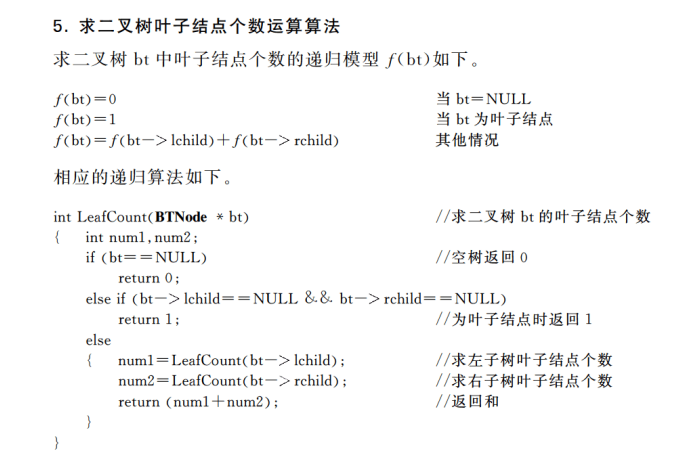 5. 求二叉树叶子结点个数运算算法
求二叉树 bt 中叶子结点个数的递归模型 f(bt)如下。
f(bt)=0 当 bt=NULL
f(bt)=1 当 bt 为叶子结点
f(bt)=f(bt->lchild)+f(bt->rchild) 其他情况
相应的递归算法如下。
int LeafCount(BTNode * bt) //求二叉树 bt 的叶子结点个数
{ int num1,num2;
if (bt==NULL) //空树返回 0
return 0;
else if (bt->lchild==NULL && bt->rchild==NULL)
return 1; //为叶子结点时返回 1
else
{ num1=LeafCount(bt->lchild); //求左子树叶子结点个数
num2=LeafCount(bt->rchild); //求右子树叶子结点个数
return (num1+num2); //返回和
}
}